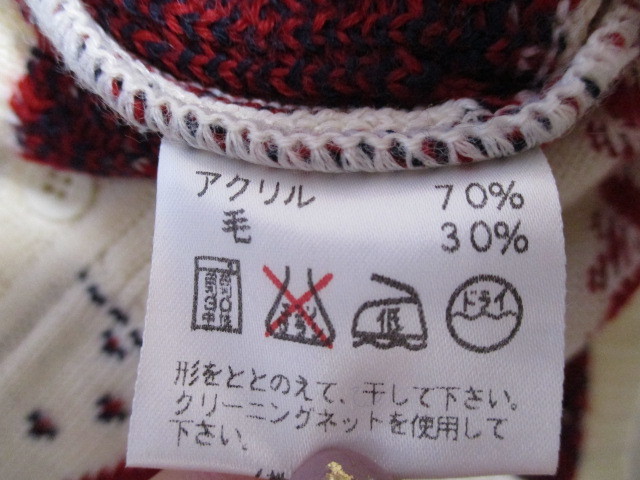 アクリル 70%
毛 30%
低
ドライ
形をととのえて、干して下さい。
クリーニングネットを使用して
下さい。